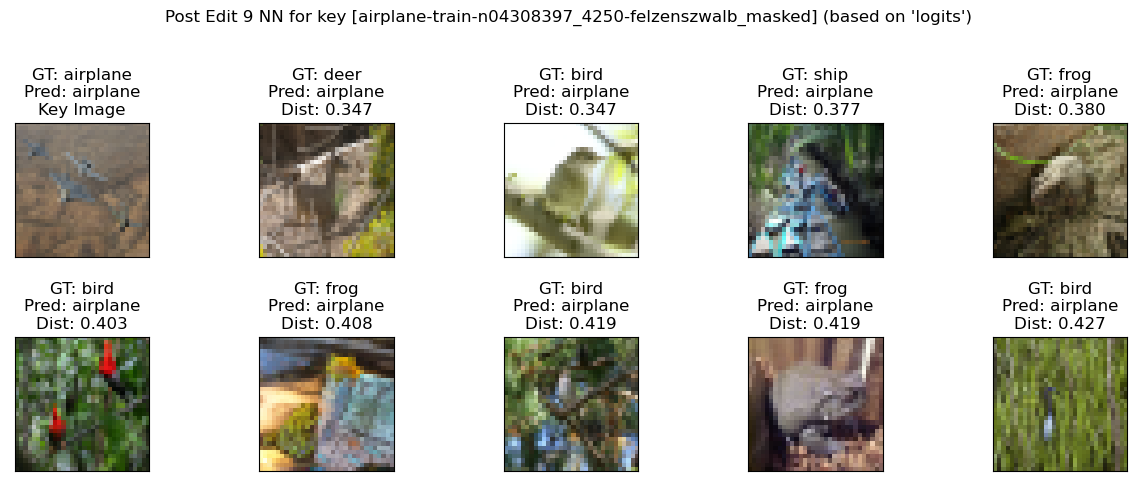 Post Edit 9 NN for key [airplane-train-n04308397_4250-felzenszwalb_masked] (based on 'logits')
GT: airplane
Pred: airplane
Key Image
GT: deer
Pred: airplane
Dist: 0.347
GT: bird
Pred: airplane
Dist: 0.347
GT: ship
Pred: airplane
Dist: 0.377
GT: frog
Pred: airplane
Dist: 0.380
GT: bird
Pred: airplane
Dist: 0.403
GT: frog
Pred: airplane
Dist: 0.408
GT: bird
Pred: airplane
Dist: 0.419
GT: frog
Pred: airplane
Dist: 0.419
GT: bird
Pred: airplane
Dist: 0.427